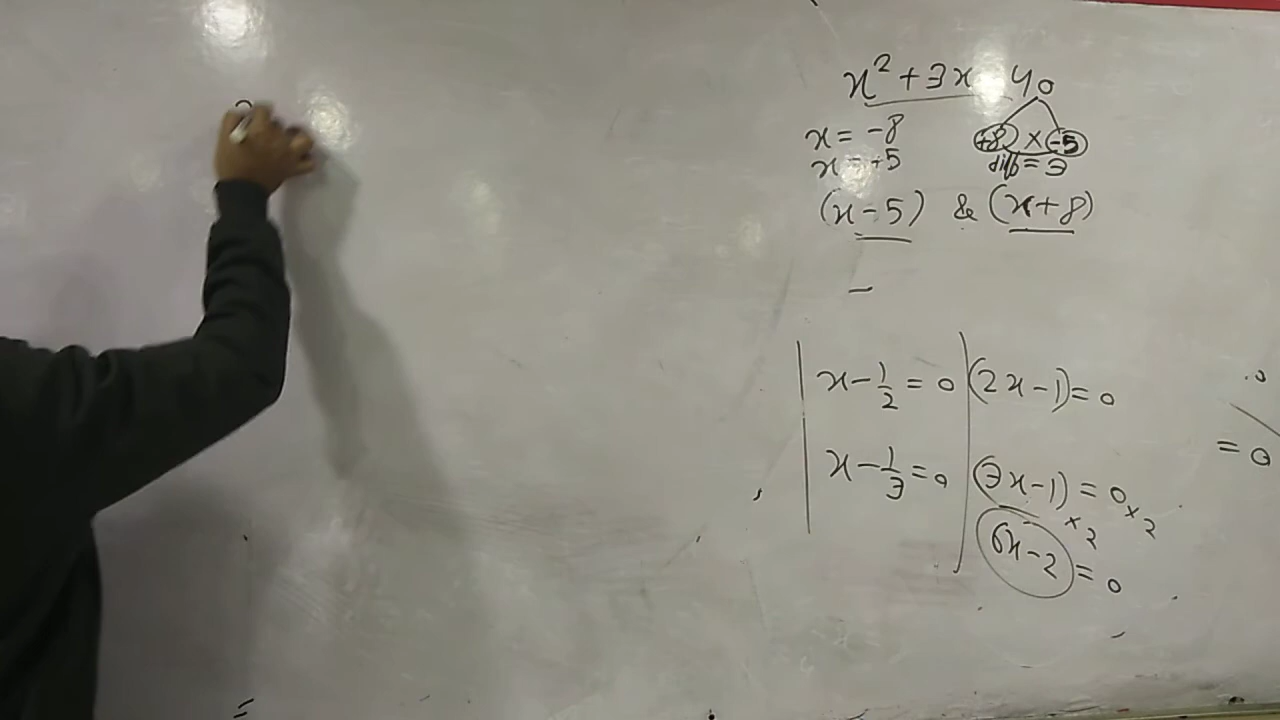 x² + 3x 40
x = -8
+8 × -5
x = +5
diff = 3
(x-5) & (x+8)
-
x - 1/2 = 0 (2x-1) = 0
= 0
x - 1/3 = 0 (3x-1) = 0 × 2
× 2
6x-2 = 0
=